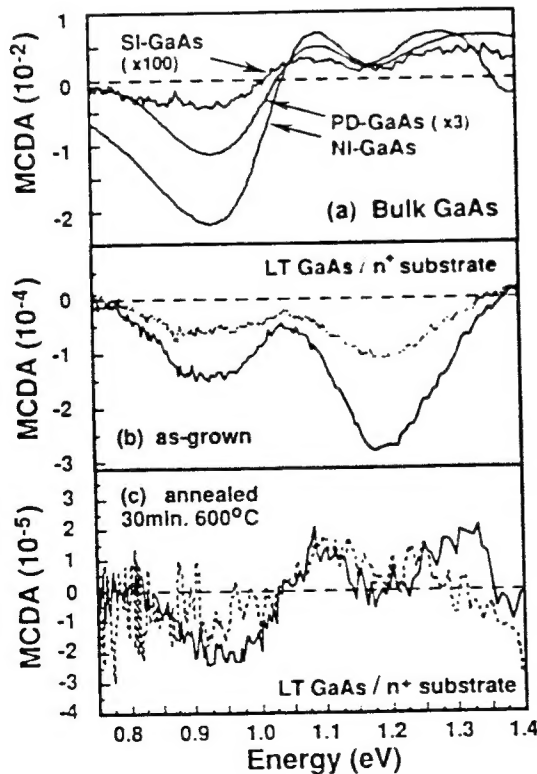 MCDA (10⁻²)
0
-1
-2
SI-GaAs
(x100)
PD-GaAs (x3)
NI-GaAs
(a) Bulk GaAs
MCDA (10⁻⁴)
0
-1
-2
-3
LT GaAs / n⁺ substrate
(b) as-grown
MCDA (10⁻⁵)
3
2
1
0
-1
-2
-3
-4
(c) annealed
30min. 600°C
LT GaAs / n⁺ substrate
0.8 0.9 1.0 1.1 1.2 1.3 1.4
Energy (eV)